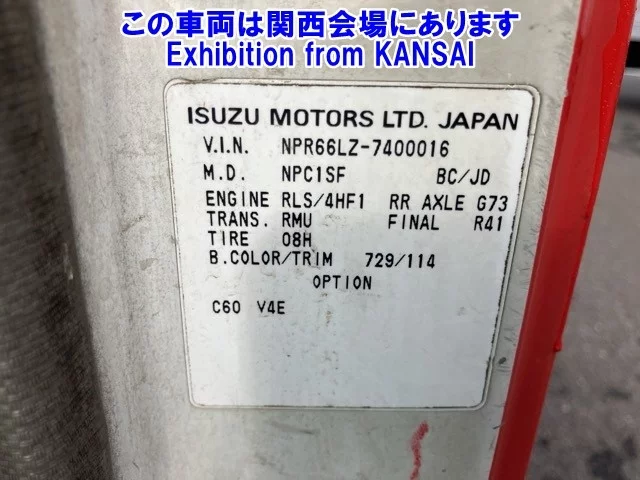 この車両は関西会場にあります
Exhibition from KANSAI
ISUZU MOTORS LTD. JAPAN
V.I.N. NPR66LZ-7400016
M.D. NPC1SF BC/JD
ENGINE RLS/4HF1 RR AXLE G73
TRANS. RMU FINAL R41
TIRE 08H
B.COLOR/TRIM 729/114
OPTION
C60 V4E